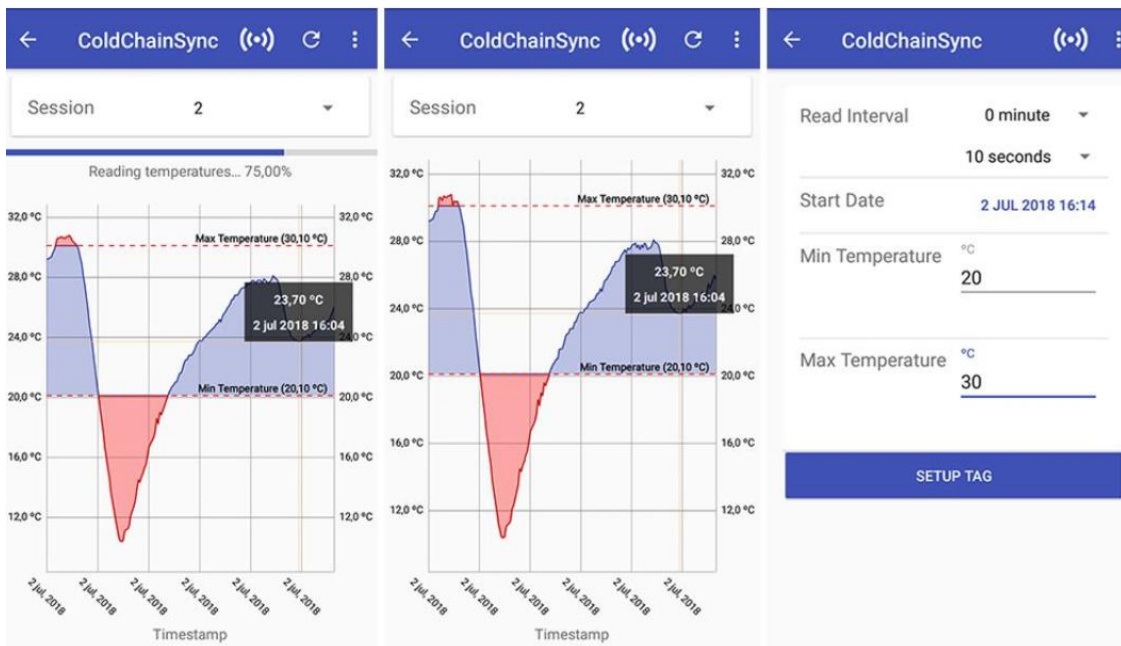 ColdChainSync
Session 2
Reading temperatures... 75,00%
32,0 °C 32,0 °C
Max Temperature (30,10 °C)
28,0 °C 28,0 °C
23,70 °C
2 jul 2018 16:04
24,0 °C 24,0 °C
Min Temperature (20,10 °C)
20,0 °C 20,0 °C
16,0 °C 16,0 °C
12,0 °C 12,0 °C
2 jul, 2018 2 jul, 2018 2 jul, 2018 2 jul, 2018 2 jul, 2018 2 jul, 2018
Timestamp
ColdChainSync
Session 2
32,0 °C 32,0 °C
Max Temperature (30,10 °C)
28,0 °C 28,0 °C
23,70 °C
2 jul 2018 16:04
24,0 °C 24,0 °C
Min Temperature (20,10 °C)
20,0 °C 20,0 °C
16,0 °C 16,0 °C
12,0 °C 12,0 °C
2 jul, 2018 2 jul, 2018 2 jul, 2018 2 jul, 2018 2 jul, 2018 2 jul, 2018
Timestamp
ColdChainSync
Read Interval 0 minute
10 seconds
Start Date 2 JUL 2018 16:14
Min Temperature °C
20
Max Temperature °C
30
SETUP TAG